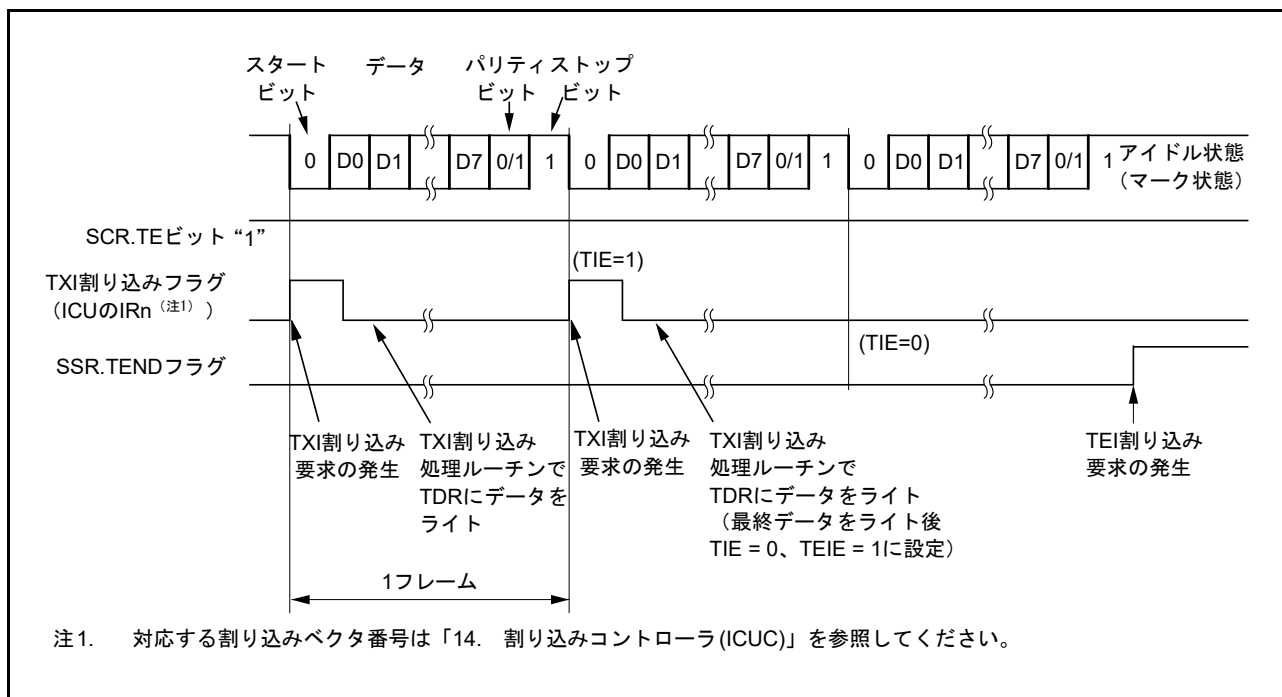 スタート データ パリティ ストップ
ビット ビット ビット
0 D0 D1 D7 0/1 1 0 D0 D1 D7 0/1 1 0 D0 D1 D7 0/1 1 アイドル状態
（マーク状態）
SCR.TEビット “1”
(TIE=1)
TXI割り込みフラグ
（ICUのIRn（注1））
(TIE=0)
SSR.TENDフラグ
TXI割り込み
要求の発生
TXI割り込み
処理ルーチンで
TDRにデータを
ライト
TXI割り込み
要求の発生
TXI割り込み
処理ルーチンで
TDRにデータをライト
（最終データをライト後
TIE = 0、TEIE = 1に設定）
TEI割り込み
要求の発生
1フレーム
注1. 対応する割り込みベクタ番号は「14. 割り込みコントローラ(ICUC)」を参照してください。